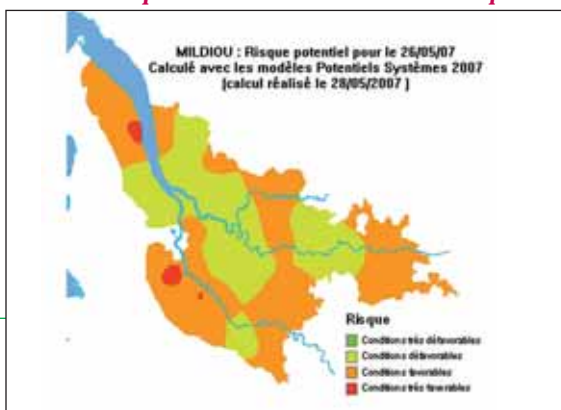 MILDIOU : Risque potentiel pour le 26/05/07
Calculé avec les modèles Potentiels Systèmes 2007
(calcul réalisé le 28/05/2007 )
Risque
Conditions très défavorables
Conditions défavorables
Conditions favorables
Conditions très favorables